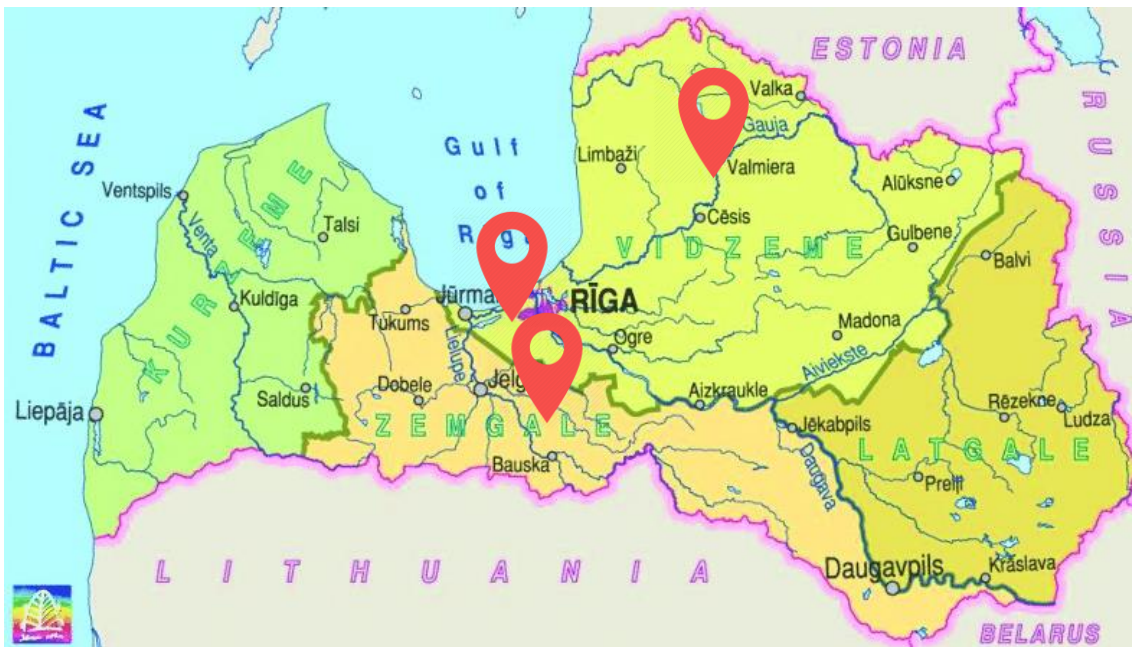 ESTONIA
RUSSIA
BALTIC SEA
Gulf
of
Valka
Gauja
Limbaži
Valmiera
Alūksne
Ventspils
Venta
Talsi
Cēsis
Gulbene
VIDZEME
Balvi
KURZEME
Kuldīga
Tukums
RĪGA
Ogre
Madona
Aiviekste
Lielupe
Saldus
Dobele
Aizkraukle
Liepāja
ZEMGALE
Jēkabpils
Rēzekne
Ludza
LATGALE
Bauska
Daugava
Preiļi
LITHUANIA
Daugavpils
Krāslava
BELARUS